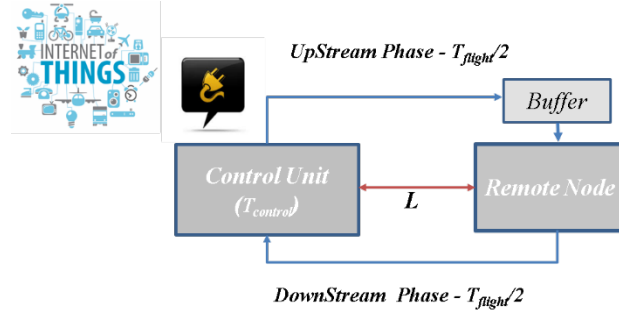 INTERNET of
THINGS
UpStream Phase - Tflight/2
Buffer
Control Unit
(Tcontrol)
L
Remote Node
DownStream Phase - Tflight/2